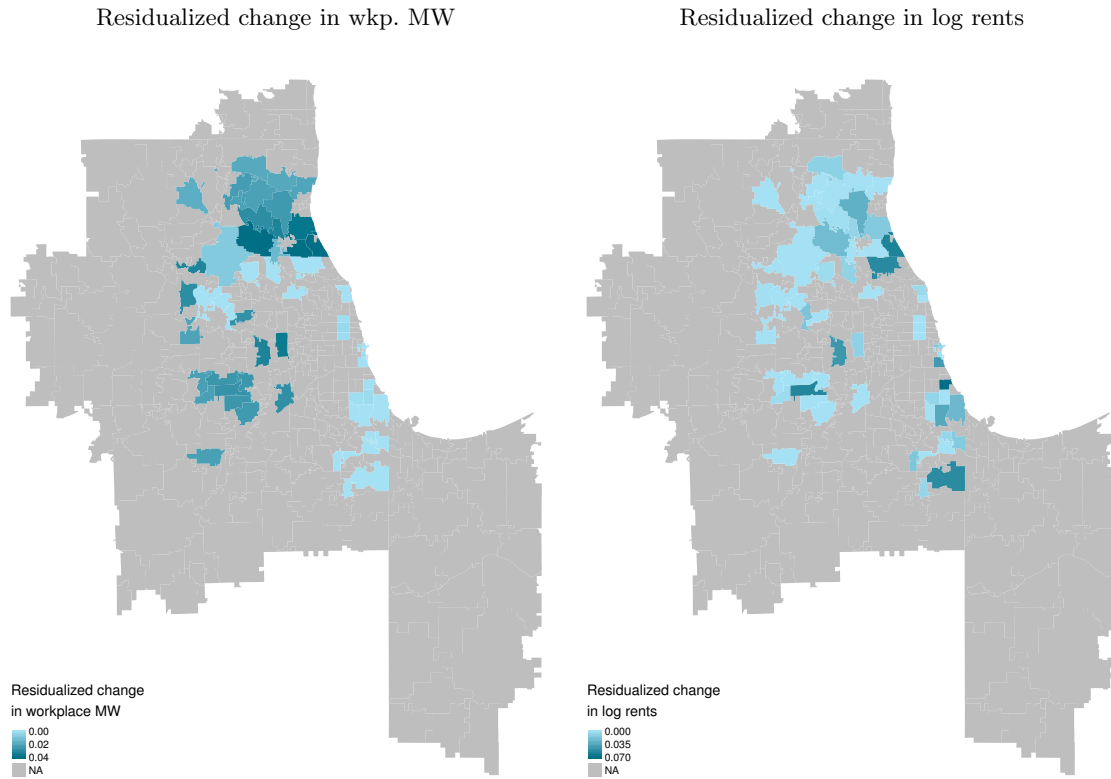 Residualized change in wkp. MW
Residualized change in log rents
Residualized change
in workplace MW
0.00
0.02
0.04
NA
Residualized change
in log rents
0.000
0.035
0.070
NA